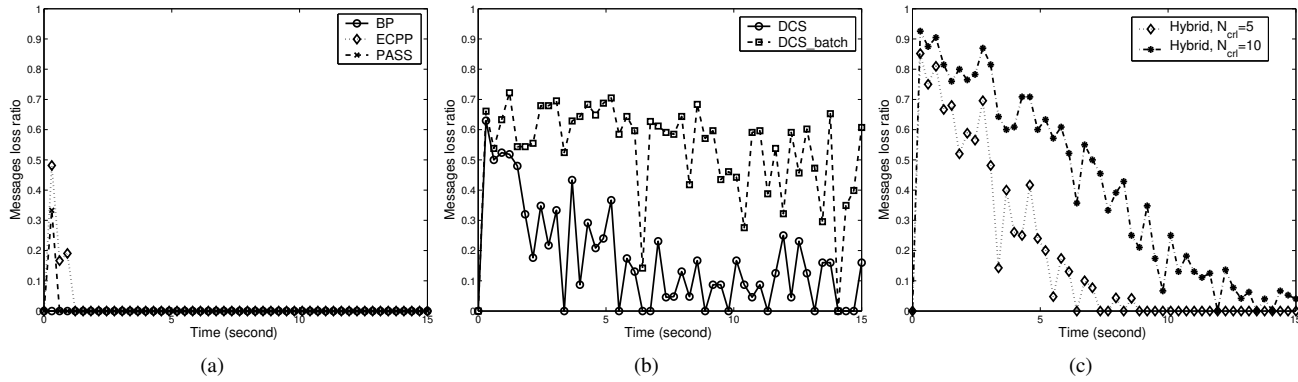 1
0.9
0.8
0.7
0.6
0.5
0.4
0.3
0.2
0.1
0
Messages loss ratio
BP
ECPP
PASS
0 5 10 15
Time (second)
(a)
1
0.9
0.8
0.7
0.6
0.5
0.4
0.3
0.2
0.1
0
Messages loss ratio
DCS
DCS_batch
0 5 10 15
Time (second)
(b)
1
0.9
0.8
0.7
0.6
0.5
0.4
0.3
0.2
0.1
0
Messages loss ratio
Hybrid, N_crl=5
Hybrid, N_crl=10
0 5 10 15
Time (second)
(c)